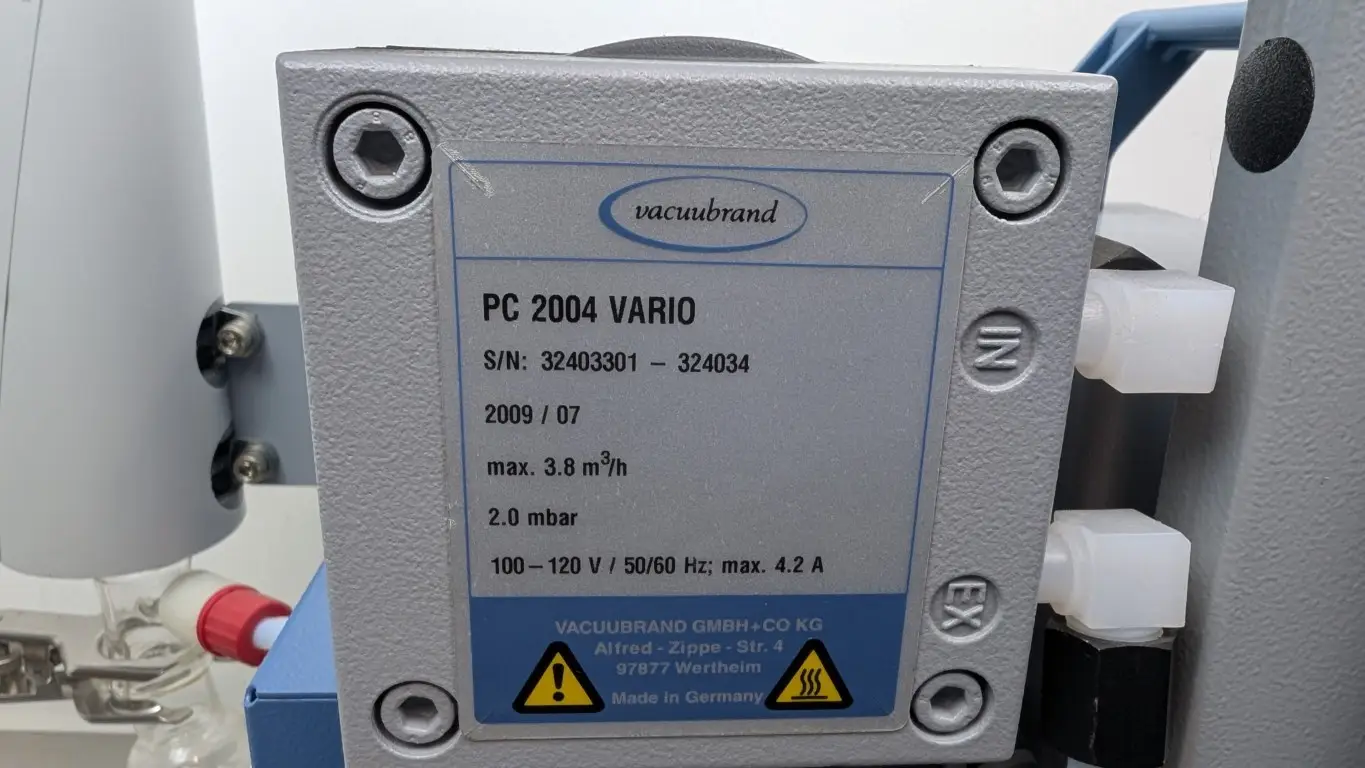 vacuubrand
PC 2004 VARIO
S/N: 32403301 – 324034
2009 / 07
max. 3.8 m³/h
2.0 mbar
100–120 V / 50/60 Hz; max. 4.2 A
IN
EX
VACUUBRAND GMBH+CO KG
Alfred - Zippe - Str. 4
97877 Wertheim
Made in Germany